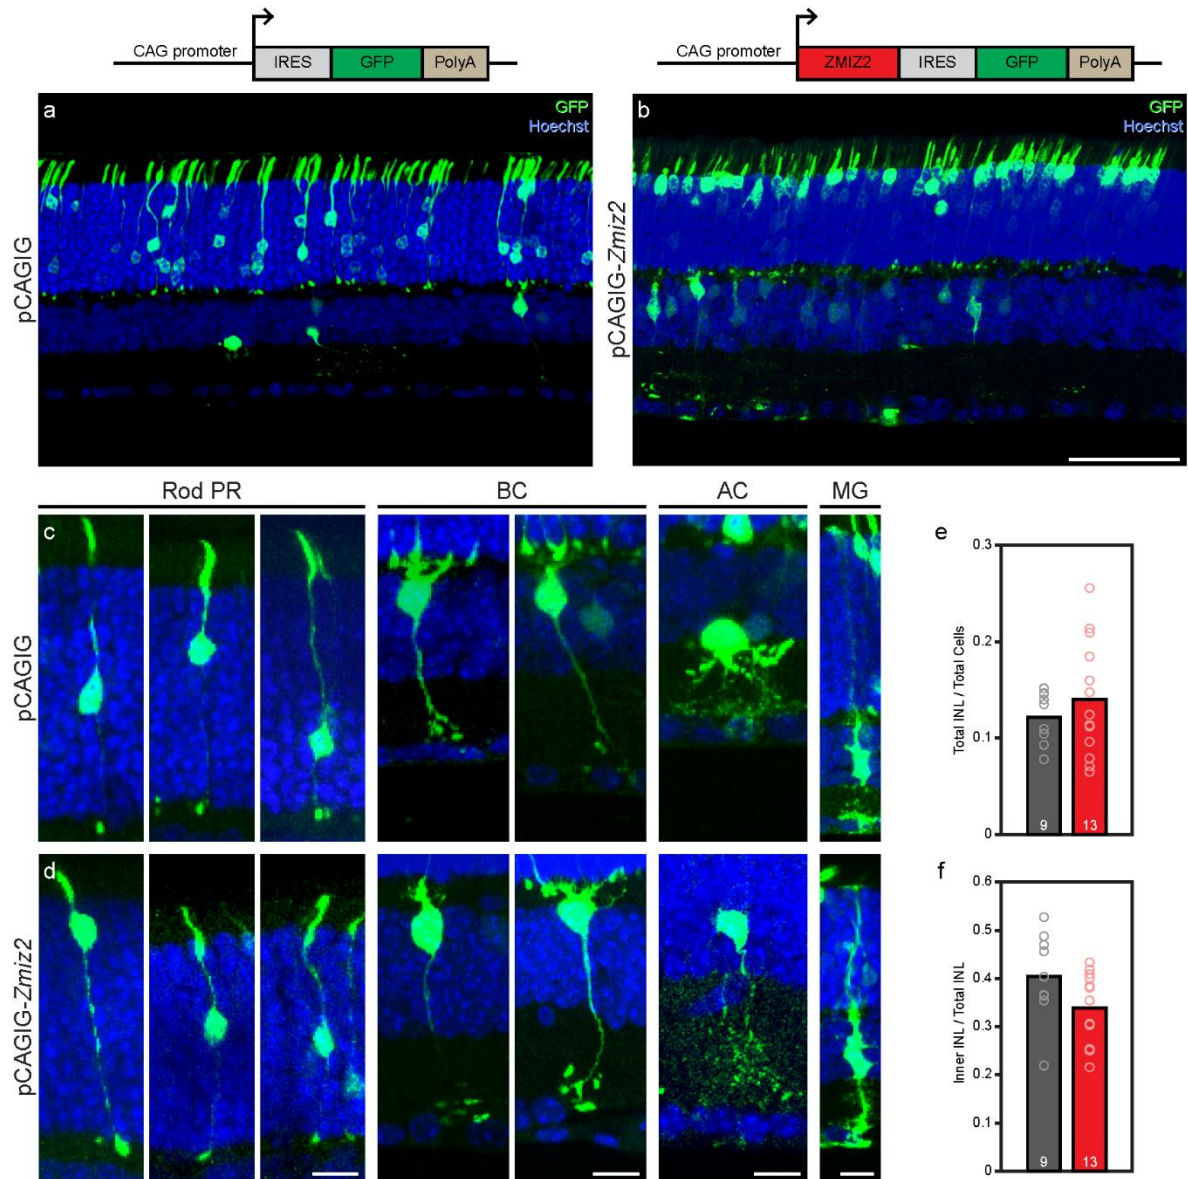 CAG promoter
IRES
GFP
PolyA
CAG promoter
ZMIZ2
IRES
GFP
PolyA
a
GFP
Hoechst
pCAGIG
b
GFP
Hoechst
pCAGIG-Zmiz2
Rod PR
BC
AC
MG
c
pCAGIG
d
pCAGIG-Zmiz2
e
Total INL / Total Cells
0.3
0.2
0.1
0
9
13
f
Inner INL / Total INL
0.6
0.5
0.4
0.3
0.2
0.1
0
9
13